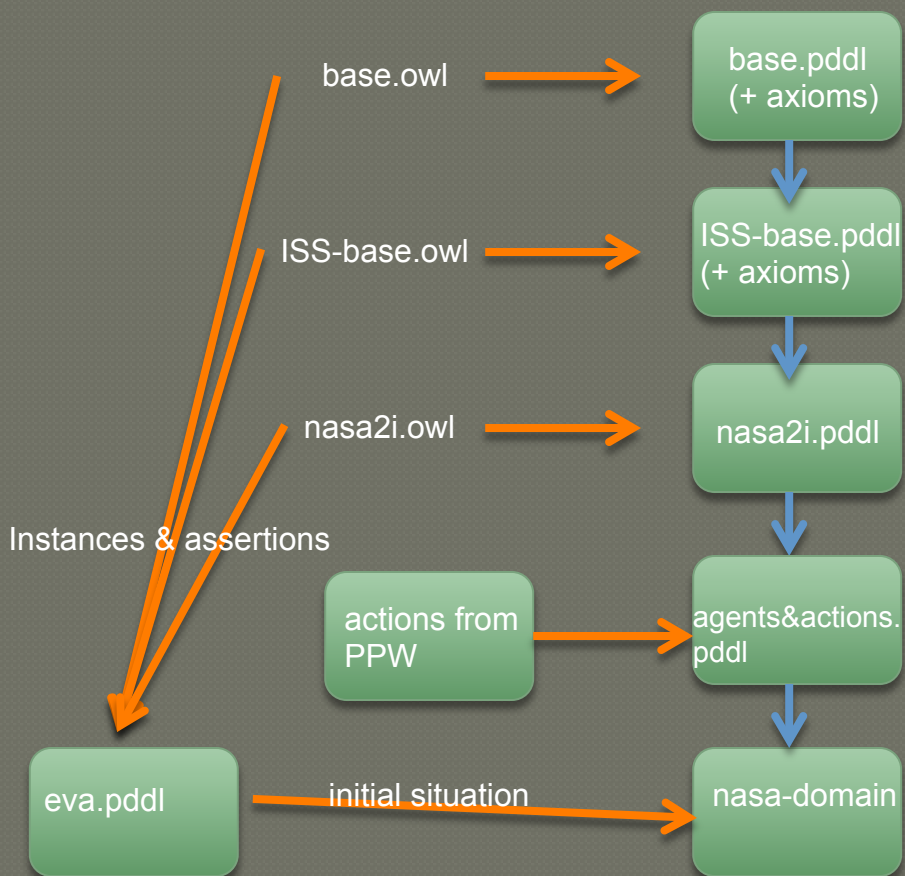 base.owl
base.pddl
(+ axioms)
ISS-base.owl
ISS-base.pddl
(+ axioms)
nasa2i.owl
nasa2i.pddl
Instances & assertions
actions from
PPW
agents&actions.
pddl
eva.pddl
initial situation
nasa-domain